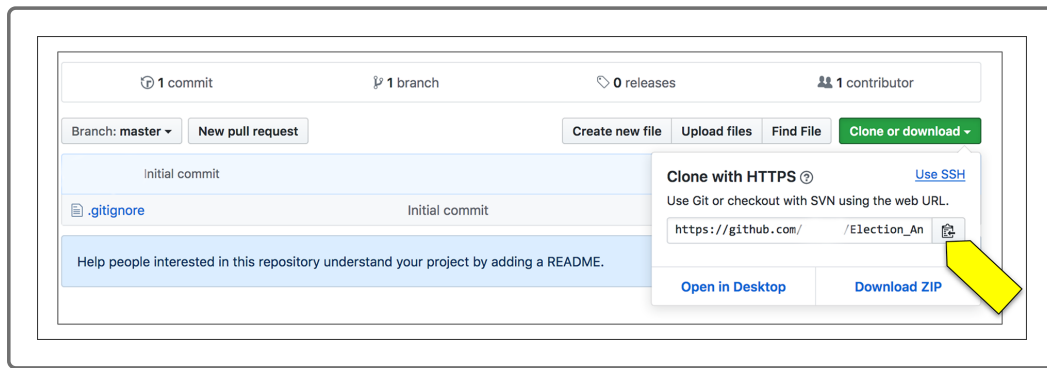 1 commit 1 branch 0 releases 1 contributor
Branch: master New pull request Create new file Upload files Find File Clone or download
Initial commit
.gitignore Initial commit
Help people interested in this repository understand your project by adding a README.
Clone with HTTPS ? Use SSH
Use Git or checkout with SVN using the web URL.
https://github.com/ /Election_An
Open in Desktop Download ZIP